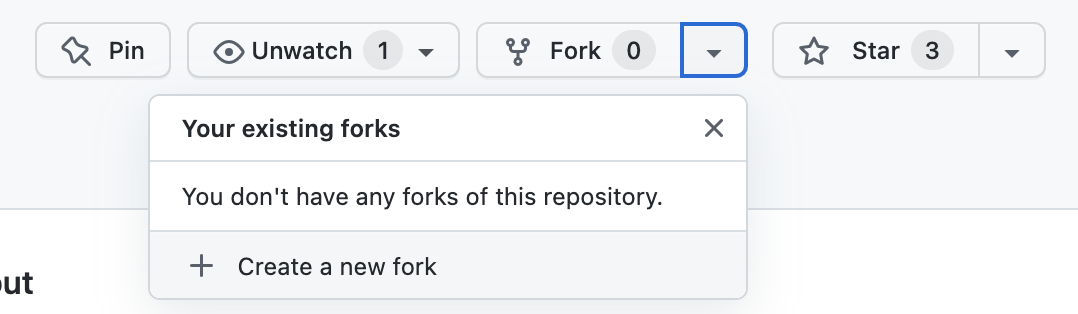 Pin Unwatch 1 Fork 0 Star 3
Your existing forks
You don't have any forks of this repository.
Create a new fork
out